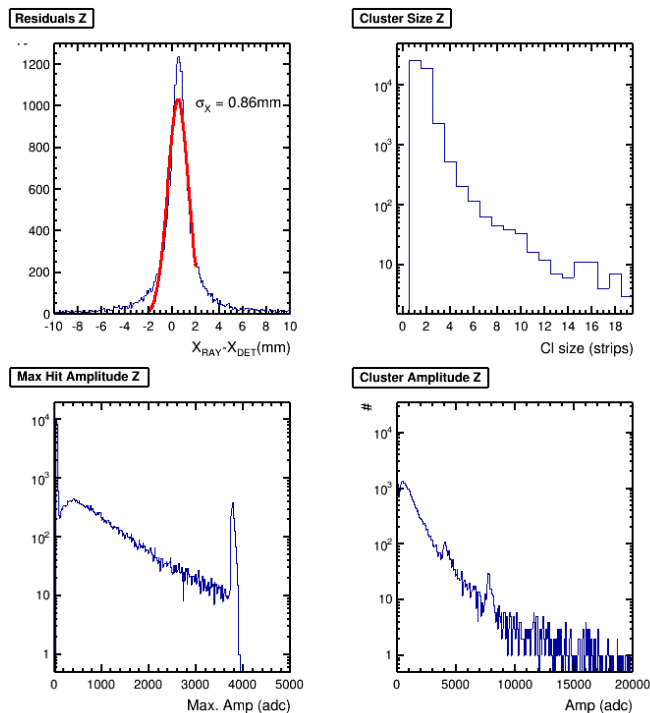 Residuals Z
σX = 0.86mm
1200
1000
800
600
400
200
0
-10 -8 -6 -4 -2 0 2 4 6 8 10
XRAY-XDET(mm)
Cluster Size Z
10^4
10^3
10^2
10
0 2 4 6 8 10 12 14 16 18
Cl size (strips)
Max Hit Amplitude Z
10^4
10^3
10^2
10
1
0 1000 2000 3000 4000 5000
Max. Amp (adc)
Cluster Amplitude Z
#
10^4
10^3
10^2
10
1
0 5000 10000 15000 20000
Amp (adc)